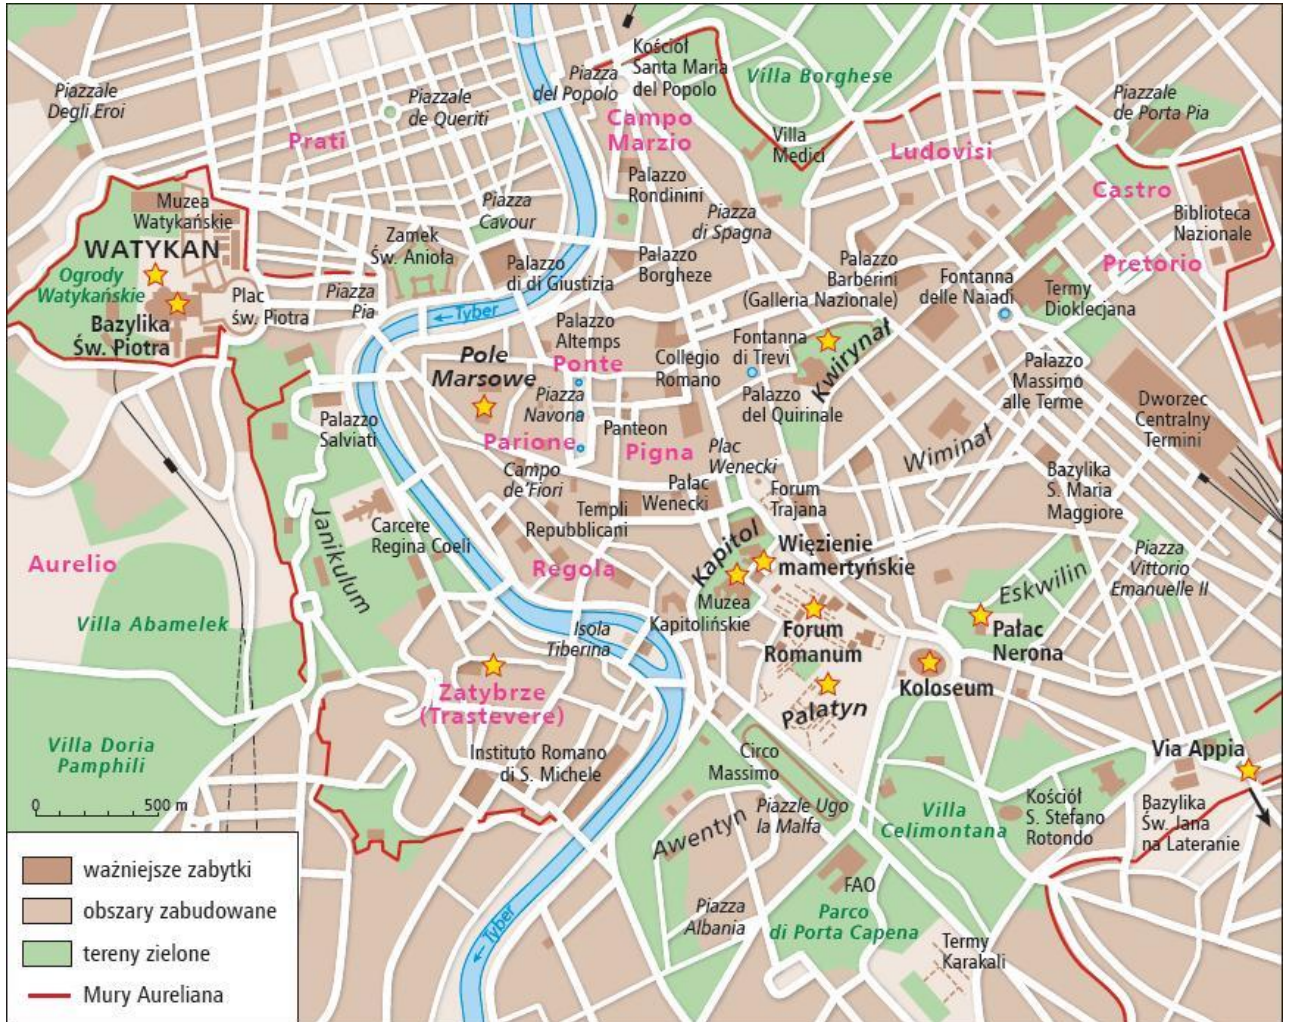 Piazzale
Degli Eroi
Piazzale
de Queriti
Prati
Piazza
del Popolo
Kościół
Santa Maria
del Popolo
Campo
Marzio
Villa Borghese
Villa
Medici
Ludovisi
Piazzale
de Porta Pia
Castro
Pretorio
Biblioteca
Nazionale
Muzea
Watykańskie
WATYKAN
Ogrody
Watykańskie
Bazylika
Św. Piotra
Plac
św. Piotra
Piazza
Pia
Zamek
Św. Anioła
Piazza
Cavour
Palazzo
di di Giustizia
Palazzo
Rondinini
Piazza
di Spagna
Palazzo
Borgheze
Palazzo
Barberini
(Galleria Nazionale)
Fontanna
delle Naiadi
Termy
Dioklecjana
← Tyber
Palazzo
Altemps
Ponte
Pole
Marsowe
Piazza
Navona
Collegio
Romano
Fontanna
di Trevi
Kwirynał
Palazzo
del Quirinale
Palazzo
Massimo
alle Terme
Dworzec
Centralny
Termini
Palazzo
Salviati
Parione
Panteon
Pigna
Plac
Wenecki
Wiminał
Campo
de'Fiori
Templi
Repubblicani
Pałac
Wenecki
Forum
Trajana
Bazylika
S. Maria
Maggiore
Janikulum
Carcere
Regina Coeli
Aurelio
Regola
Kapitol
Więzienie
mamertyńskie
Muzea
Kapitolińskie
Piazza
Vittorio
Emanuelle II
Eskwilin
Villa Abamelek
Isola
Tiberina
Forum
Romanum
Pałac
Nerona
Koloseum
Palatyn
Zatybrze
(Trastevere)
Villa Doria
Pamphili
Instituto Romano
di S. Michele
Circo
Massimo
Via Appia
Piazzle Ugo
la Malfa
Awentyn
Villa
Celimontana
Kościół
S. Stefano
Rotondo
Bazylika
Św. Jana
na Lateranie
0 500 m
FAO
Piazza
Albania
Parco
di Porta Capena
Termy
Karakali
← Tyber
ważniejsze zabytki
obszary zabudowane
tereny zielone
Mury Aureliana